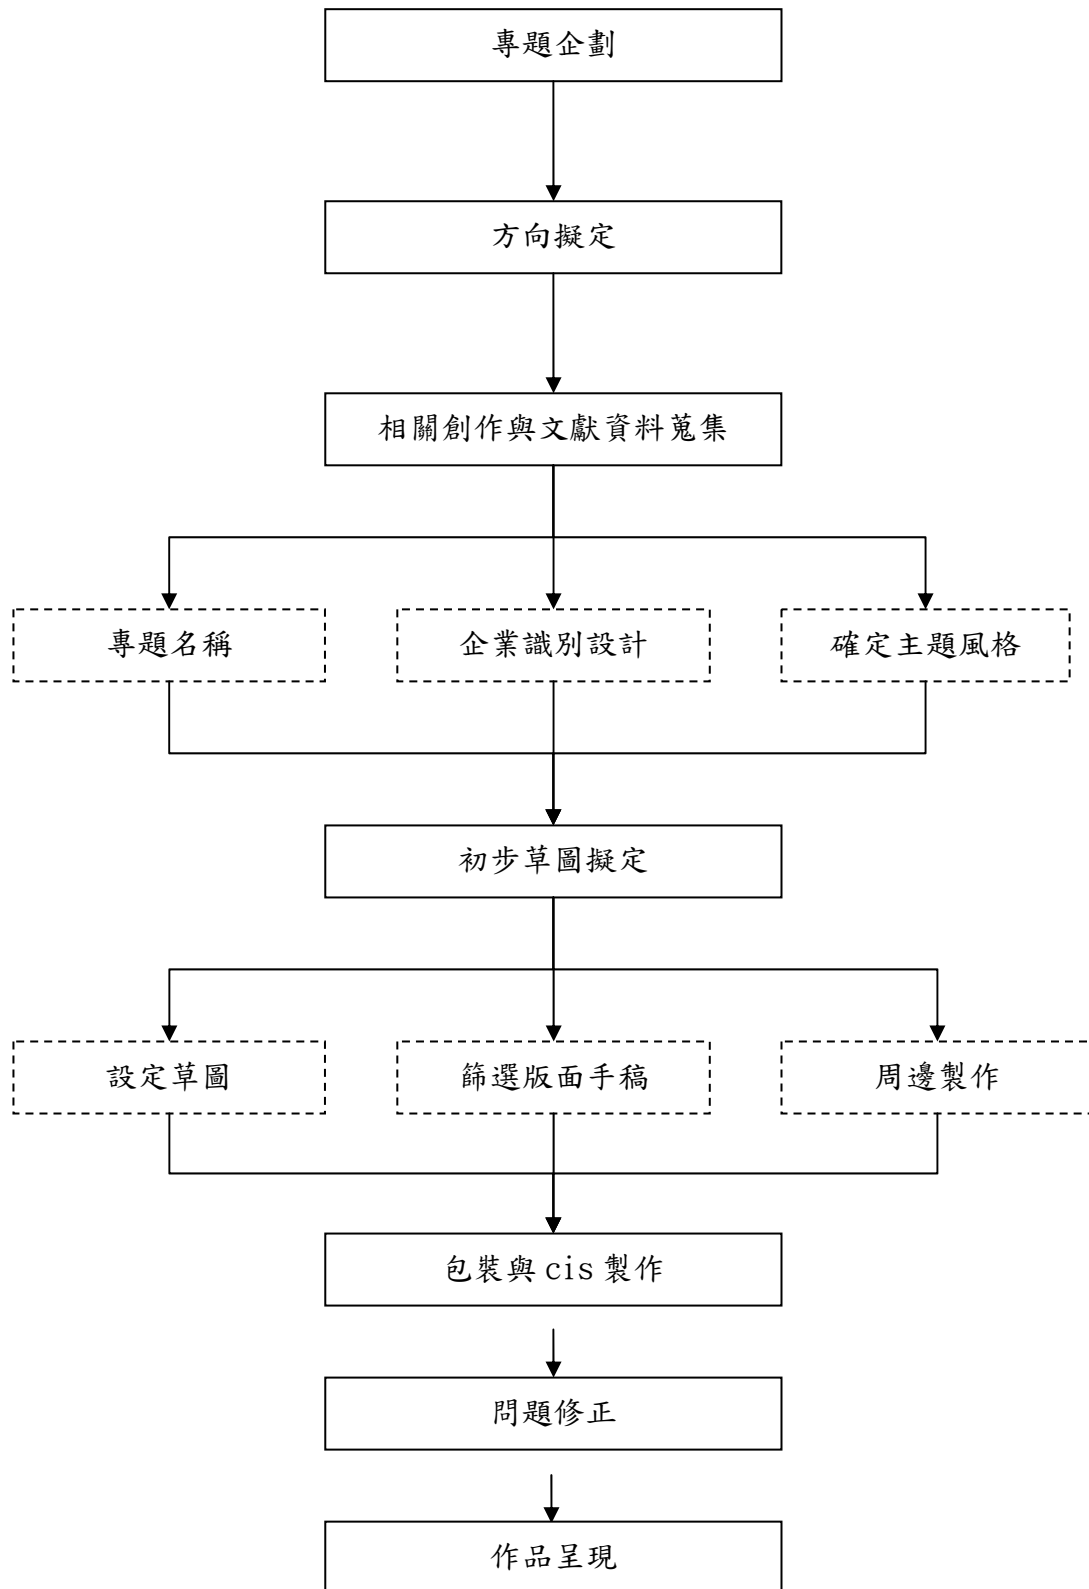 專題企劃
方向擬定
相關創作與文獻資料蒐集
專題名稱
企業識別設計
確定主題風格
初步草圖擬定
設定草圖
篩選版面手稿
周邊製作
包裝與 cis 製作
問題修正
作品呈現